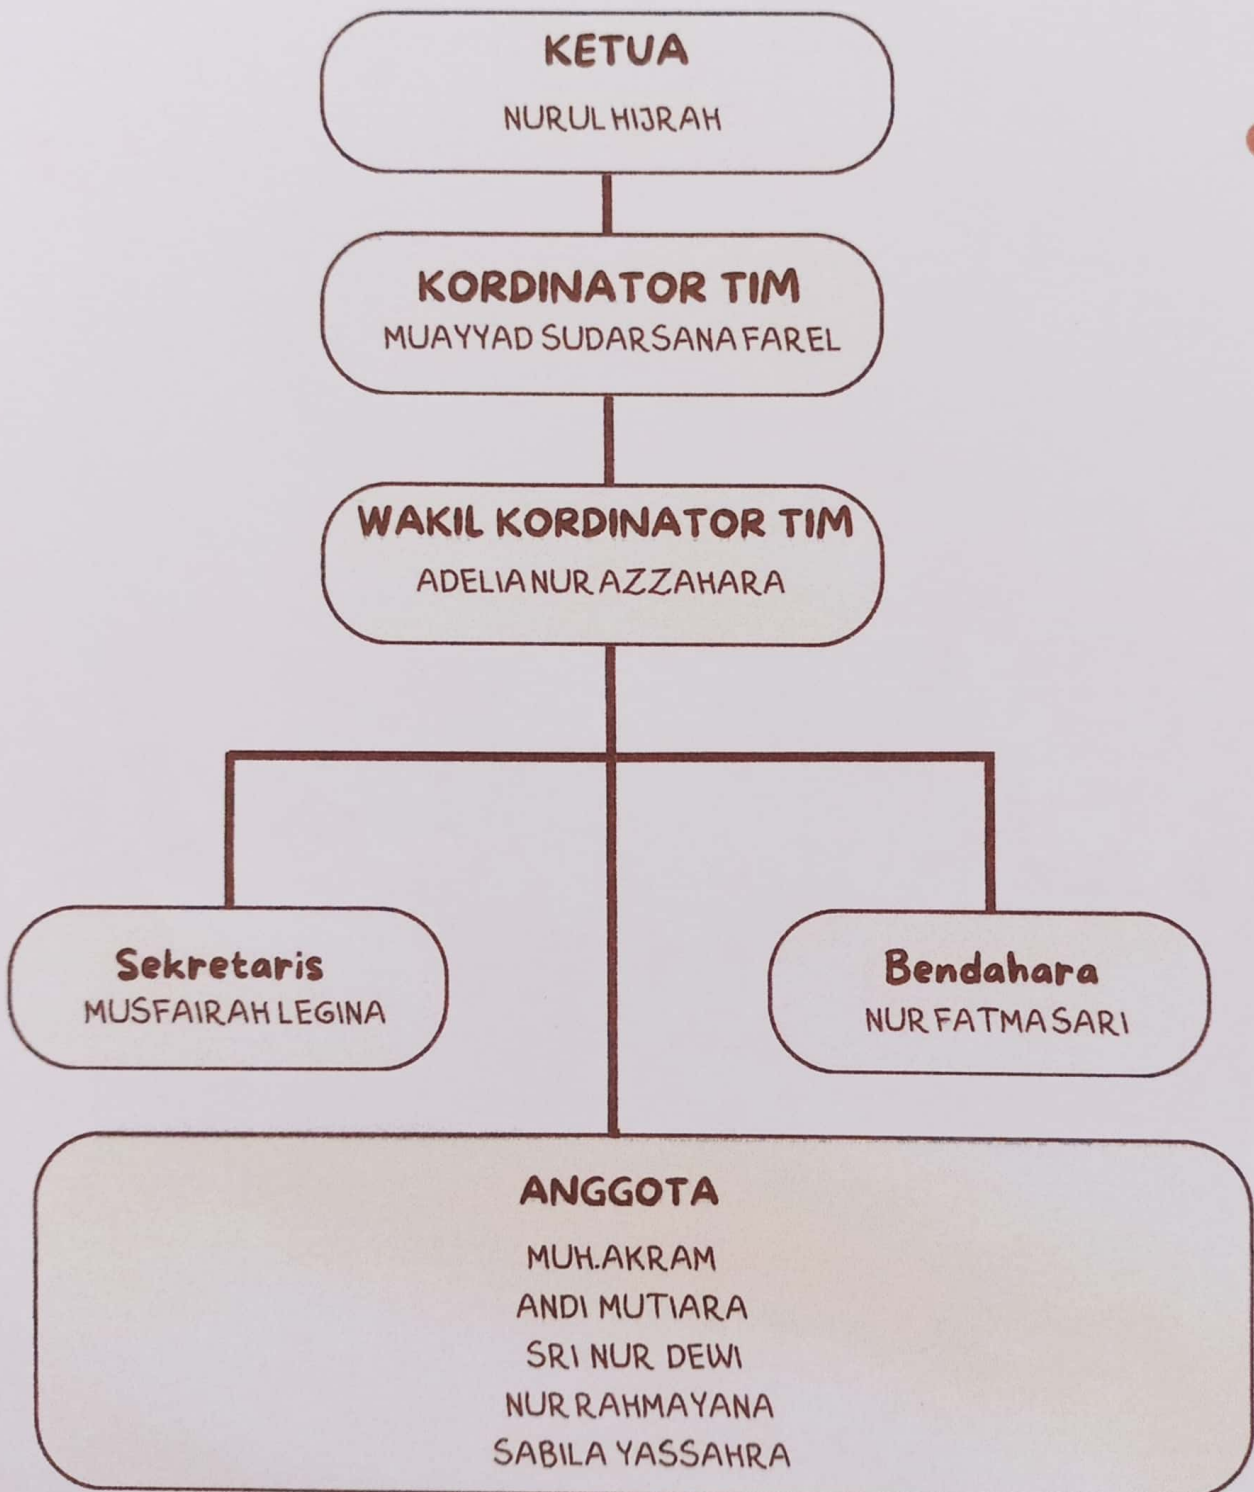 KETUA
NURUL HIJRAH
KORDINATOR TIM
MUAYYAD SUDARSANA FAREL
WAKIL KORDINATOR TIM
ADELIA NUR AZZAHARA
Sekretaris
MUSFAIRAH LEGINA
Bendahara
NUR FATMASARI
ANGGOTA
MUH.AKRAM
ANDI MUTIARA
SRI NUR DEWI
NUR RAHMAYANA
SABILA YASSAHRA